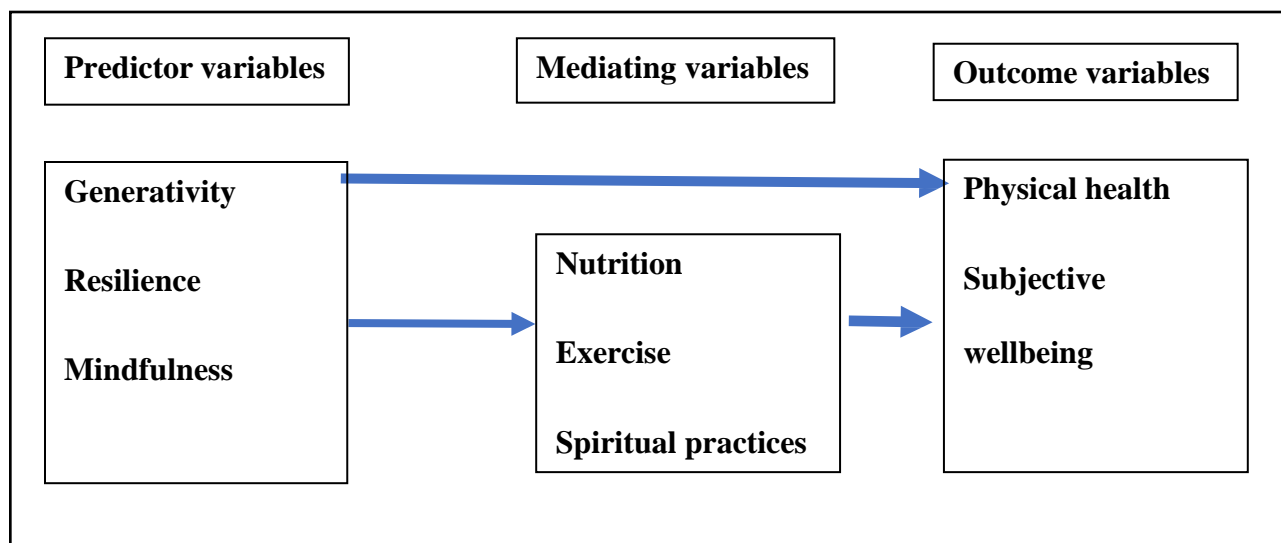 Predictor variables
Mediating variables
Outcome variables
Generativity
Resilience
Mindfulness
Nutrition
Exercise
Spiritual practices
Physical health
Subjective
wellbeing